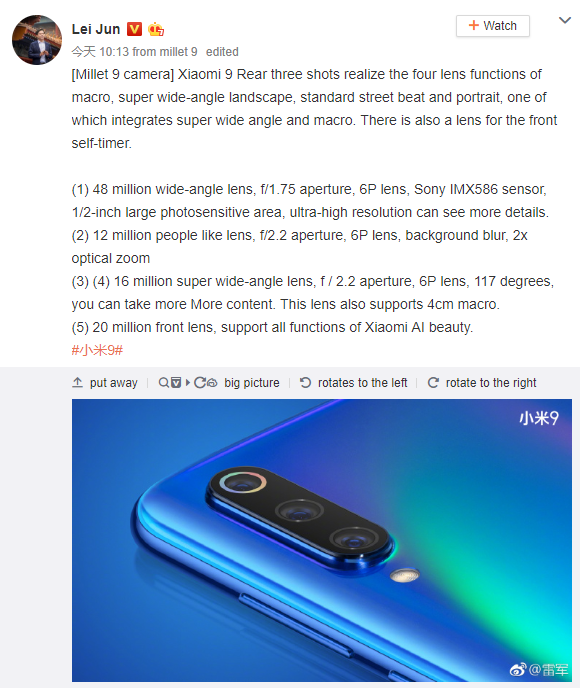 Lei Jun
Watch
今天 10:13 from millet 9 edited
[Millet 9 camera] Xiaomi 9 Rear three shots realize the four lens functions of
macro, super wide-angle landscape, standard street beat and portrait, one of
which integrates super wide angle and macro. There is also a lens for the front
self-timer.
(1) 48 million wide-angle lens, f/1.75 aperture, 6P lens, Sony IMX586 sensor,
1/2-inch large photosensitive area, ultra-high resolution can see more details.
(2) 12 million people like lens, f/2.2 aperture, 6P lens, background blur, 2x
optical zoom
(3) (4) 16 million super wide-angle lens, f / 2.2 aperture, 6P lens, 117 degrees,
you can take more More content. This lens also supports 4cm macro.
(5) 20 million front lens, support all functions of Xiaomi AI beauty.
#小米9#
put away big picture rotates to the left rotate to the right
小米9
@雷军